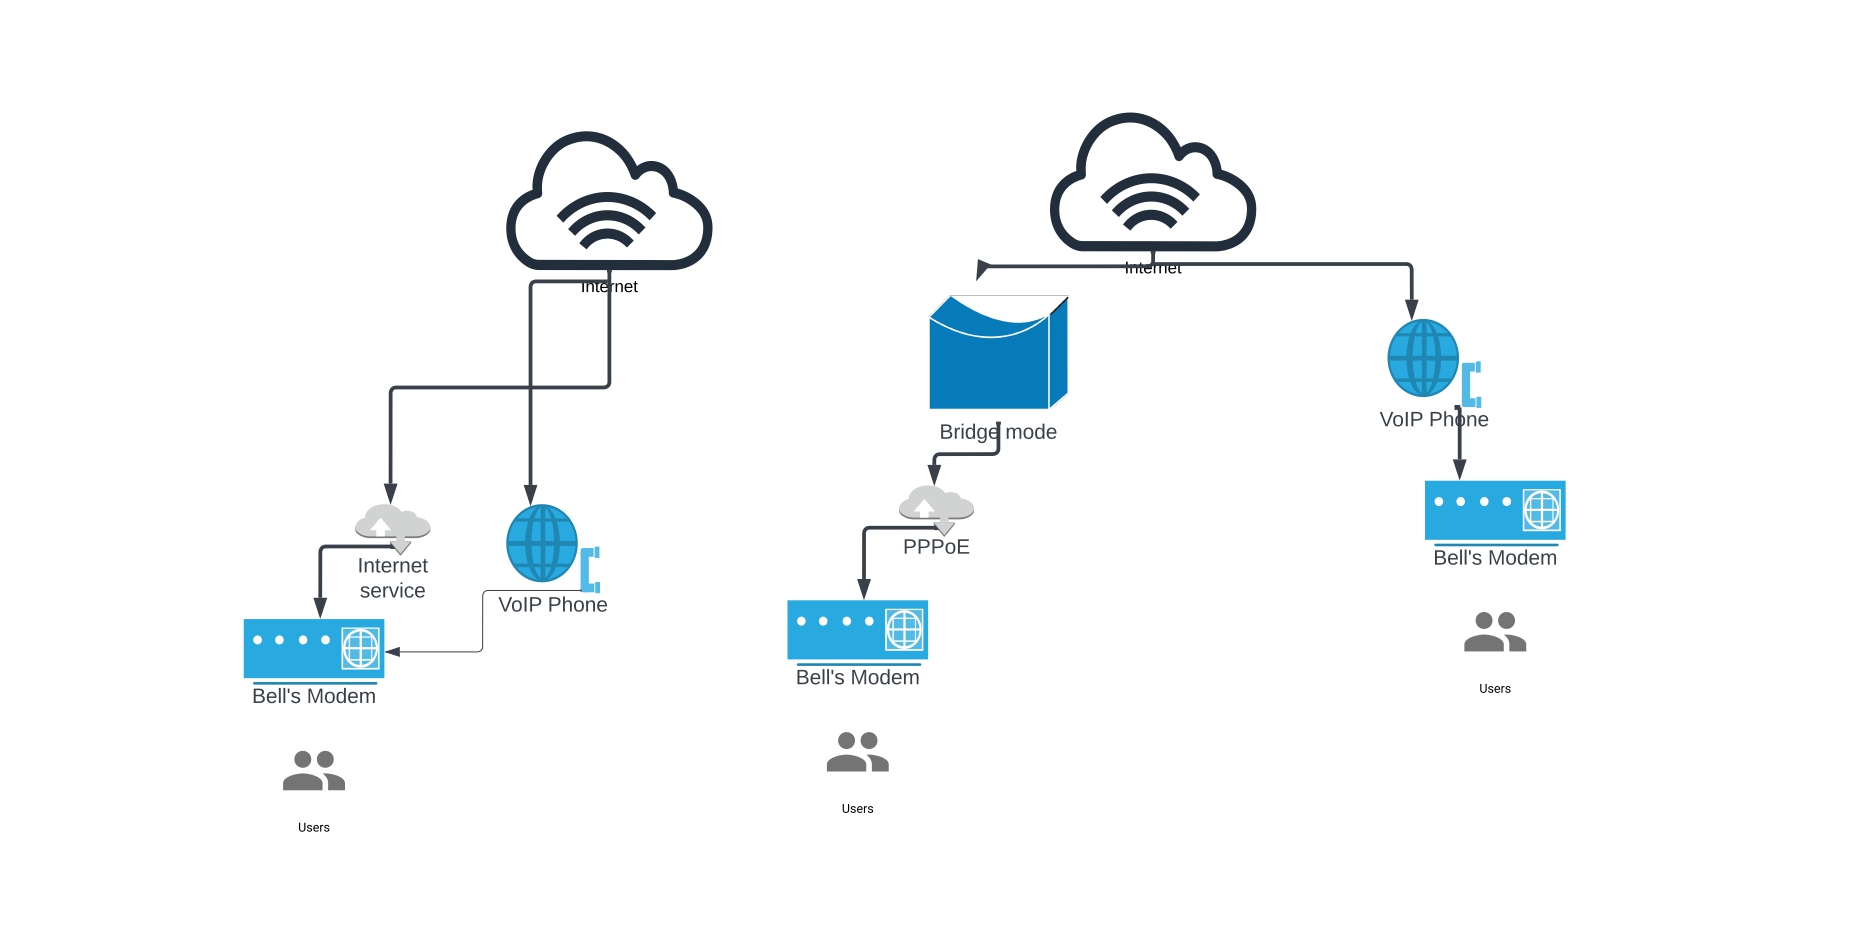 Internet
Internet
service
VoIP Phone
Bell's Modem
Users
Internet
Bridge mode
PPPoE
Bell's Modem
Users
VoIP Phone
Bell's Modem
Users